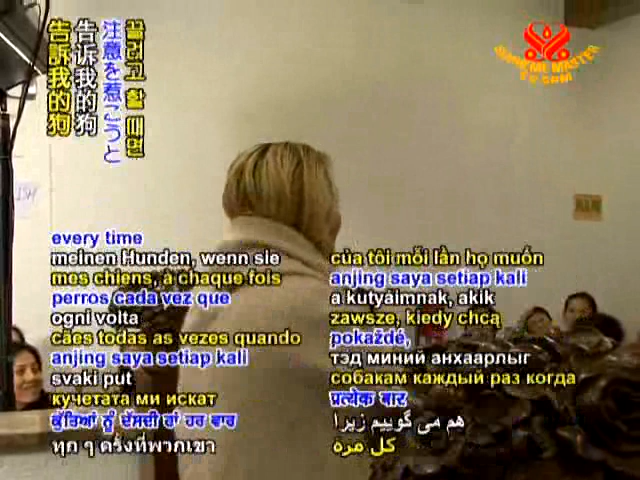 告訴我的狗
告诉我的狗
注意を惹こうと
끌려고 할 때면
SUPREME MASTER
TV
every time
meinen Hunden, wenn sie
mes chiens, à chaque fois
perros cada vez que
ogni volta
cães todas as vezes quando
anjing saya setiap kali
svaki put
кучетата ми искат
ਕੁੱਤਿਆਂ ਨੂੰ ਦੱਸਦੀ ਹਾਂ ਹਰ ਵਾਰ
ทุก ๆ ครั้งที่พวกเขา
của tôi mỗi lần họ muốn
anjing saya setiap kali
a kutyáimnak, akik
zawsze, kiedy chcą
pokaždé,
тэд миний анхаарлыг
собакам каждый раз когда
प्रत्येक बार
هم می گوییم زیرا
كل مرة